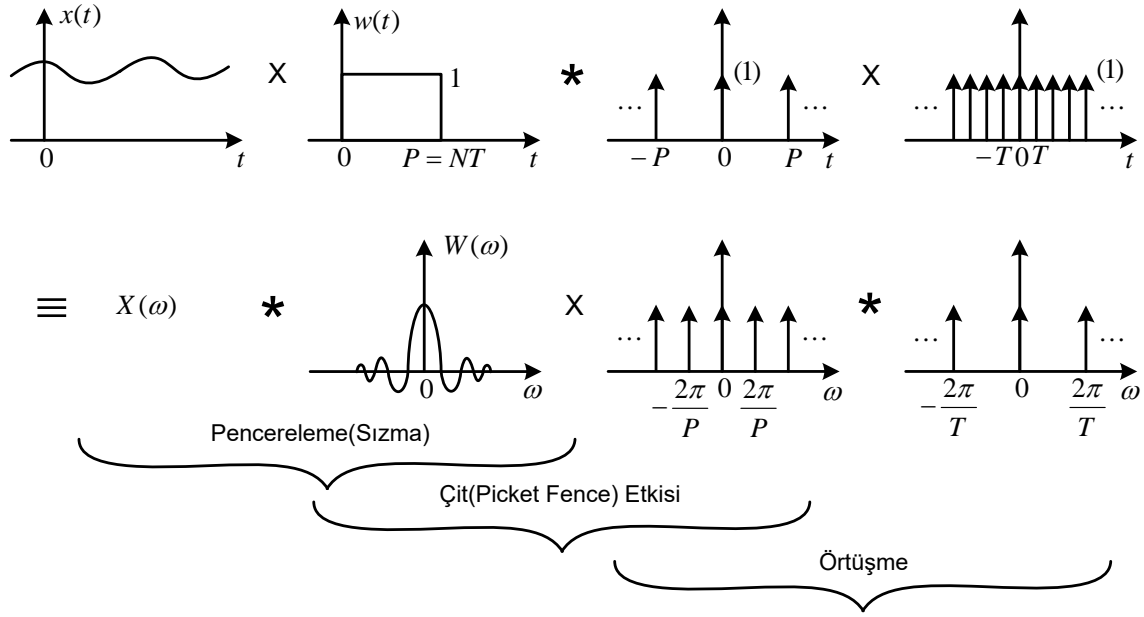 x(t) w(t)
X 1 * (1) X (1)
... ... ... ...
0 t 0 P = NT t −P 0 P t −T 0 T t
W(ω)
≡ X(ω) * X *
... ... ... ...
0 ω −2π/P 0 2π/P ω −2π/T 0 2π/T ω
Pencereleme(Sızma)
Çit(Picket Fence) Etkisi
Örtüşme